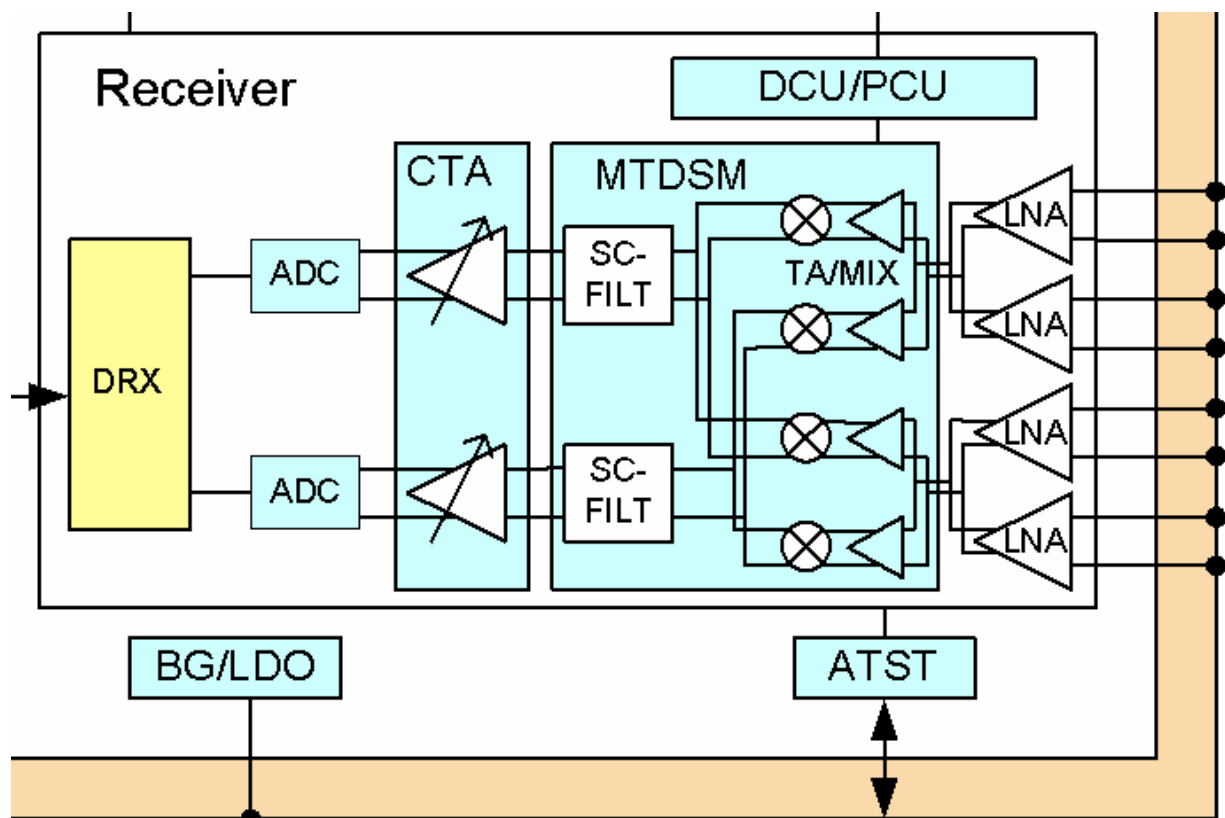 Receiver
DCU/PCU
CTA
MTDSM
LNA
ADC
SC-
FILT
TA/MIX
LNA
DRX
LNA
ADC
SC-
FILT
LNA
BG/LDO
ATST